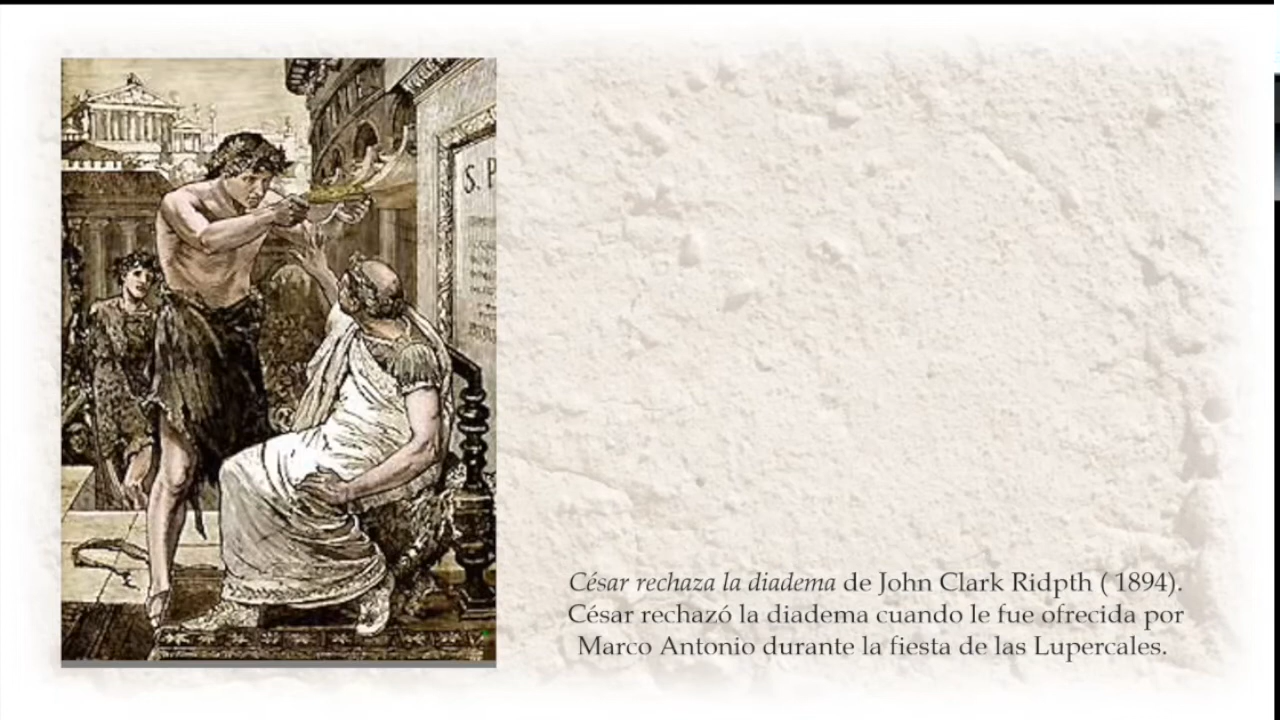 S. P
César rechaza la diadema de John Clark Ridpth ( 1894).
César rechazó la diadema cuando le fue ofrecida por
Marco Antonio durante la fiesta de las Lupercales.